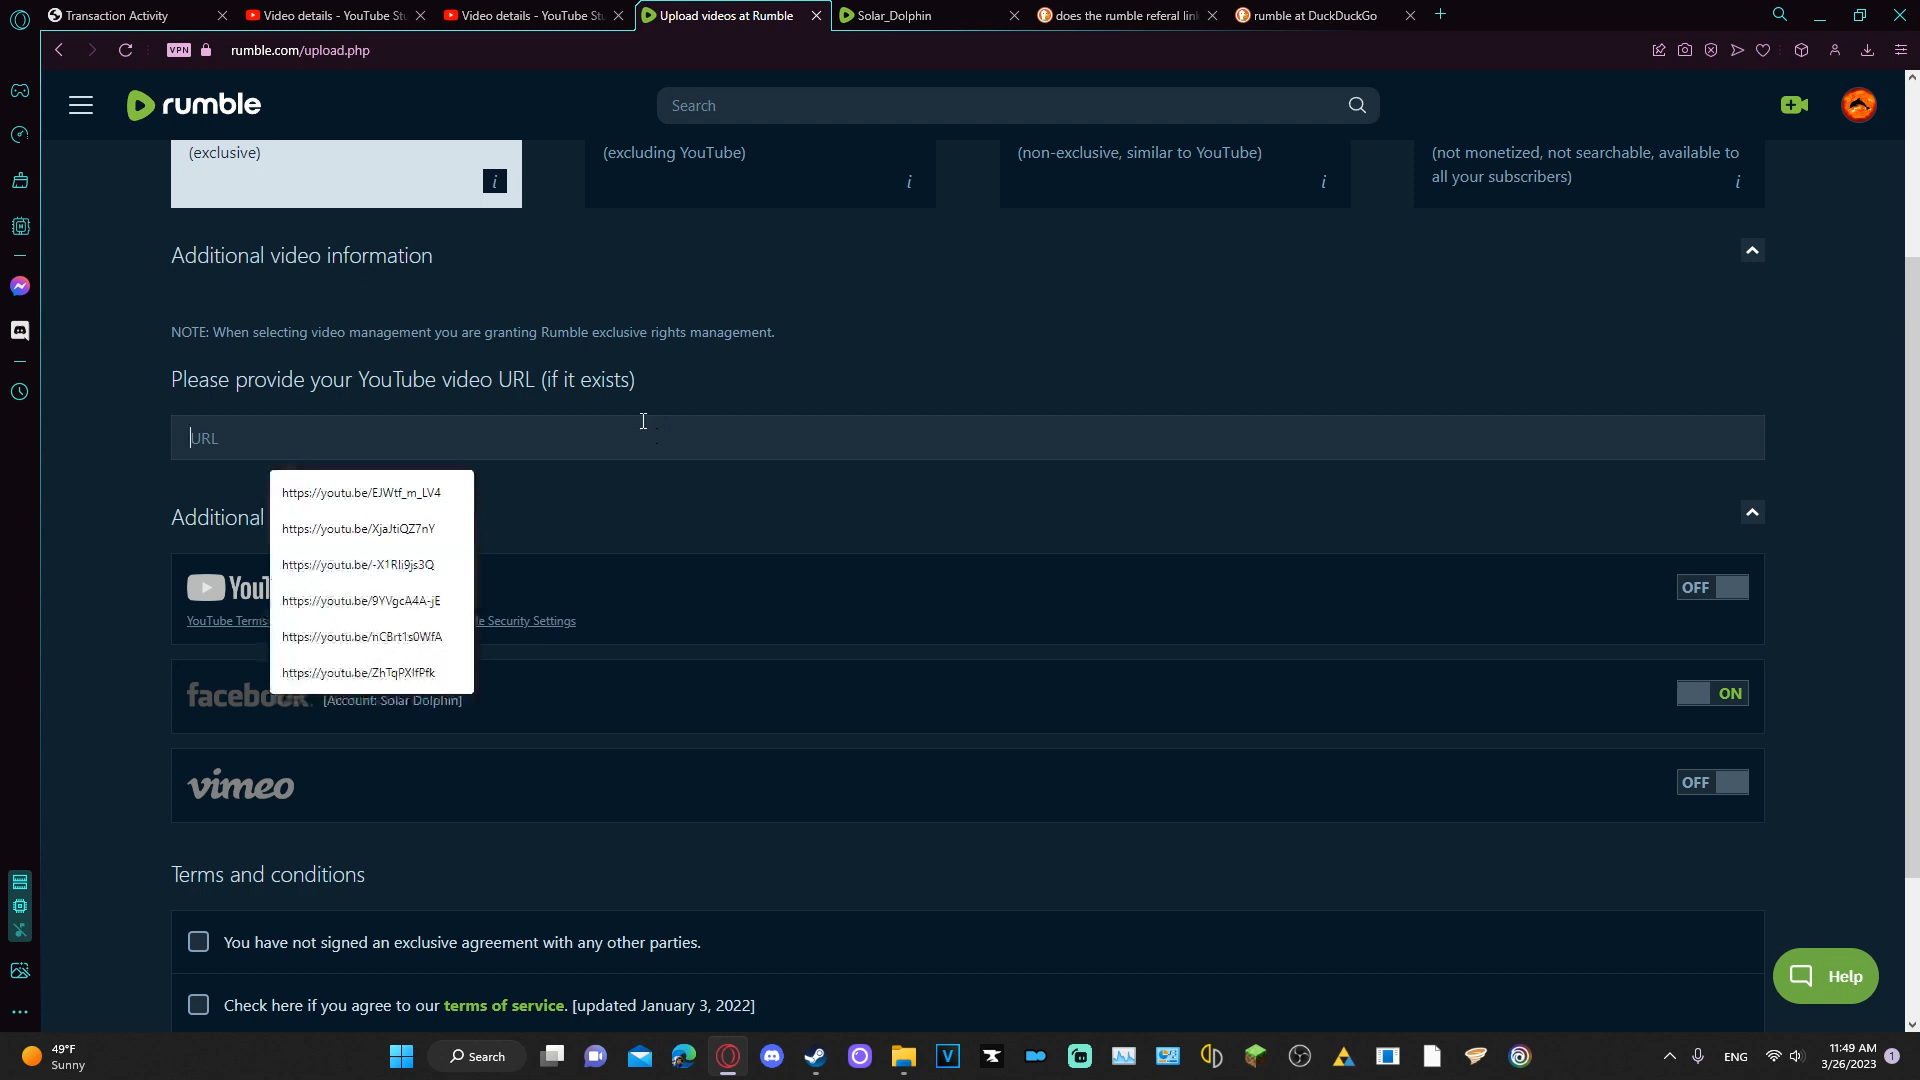 Transaction Activity
Video details - YouTube Stu
Video details - YouTube Stu
Upload videos at Rumble
Solar_Dolphin
does the rumble referal link
rumble at DuckDuckGo
VPN
rumble.com/upload.php
rumble
Search
(exclusive)
i
(excluding YouTube)
i
(non-exclusive, similar to YouTube)
i
(not monetized, not searchable, available to
all your subscribers)
i
Additional video information
NOTE: When selecting video management you are granting Rumble exclusive rights management.
Please provide your YouTube video URL (if it exists)
URL
https://youtu.be/EJWtf_m_LV4
https://youtu.be/XjaJtiQZ7nY
https://youtu.be/-X1Rli9js3Q
https://youtu.be/9YVgcA4A-jE
https://youtu.be/nCBrt1s0WfA
https://youtu.be/ZhTqPXlfPfk
Additional
You
OFF
YouTube Terms
le Security Settings
facebook
[Account: Solar Dolphin]
ON
vimeo
OFF
Terms and conditions
You have not signed an exclusive agreement with any other parties.
Check here if you agree to our terms of service. [updated January 3, 2022]
Help
49°F
Sunny
Search
ENG
11:49 AM
3/26/2023
1